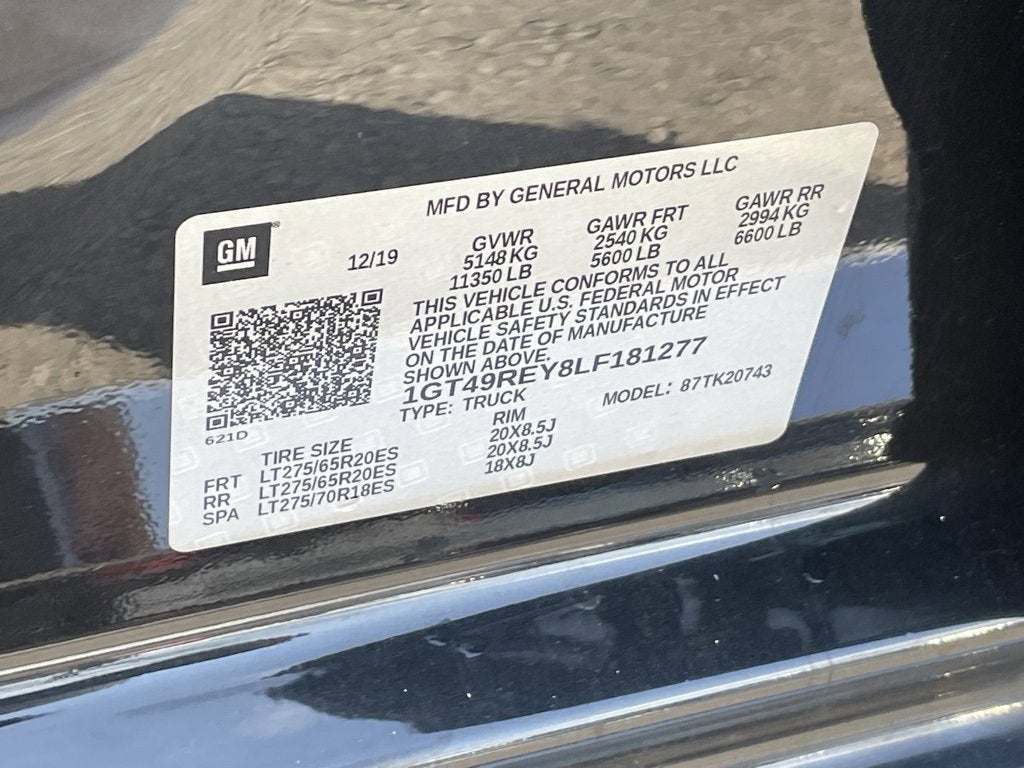 MFD BY GENERAL MOTORS LLC
GM®
12/19
GVWR
5148 KG
11350 LB
GAWR FRT
2540 KG
5600 LB
GAWR RR
2994 KG
6600 LB
THIS VEHICLE CONFORMS TO ALL
APPLICABLE U.S. FEDERAL MOTOR
VEHICLE SAFETY STANDARDS IN EFFECT
ON THE DATE OF MANUFACTURE
SHOWN ABOVE.
1GT49REY8LF181277
TYPE: TRUCK
MODEL: 87TK20743
621D
TIRE SIZE RIM
FRT LT275/65R20ES 20X8.5J
RR LT275/65R20ES 20X8.5J
SPA LT275/70R18ES 18X8J